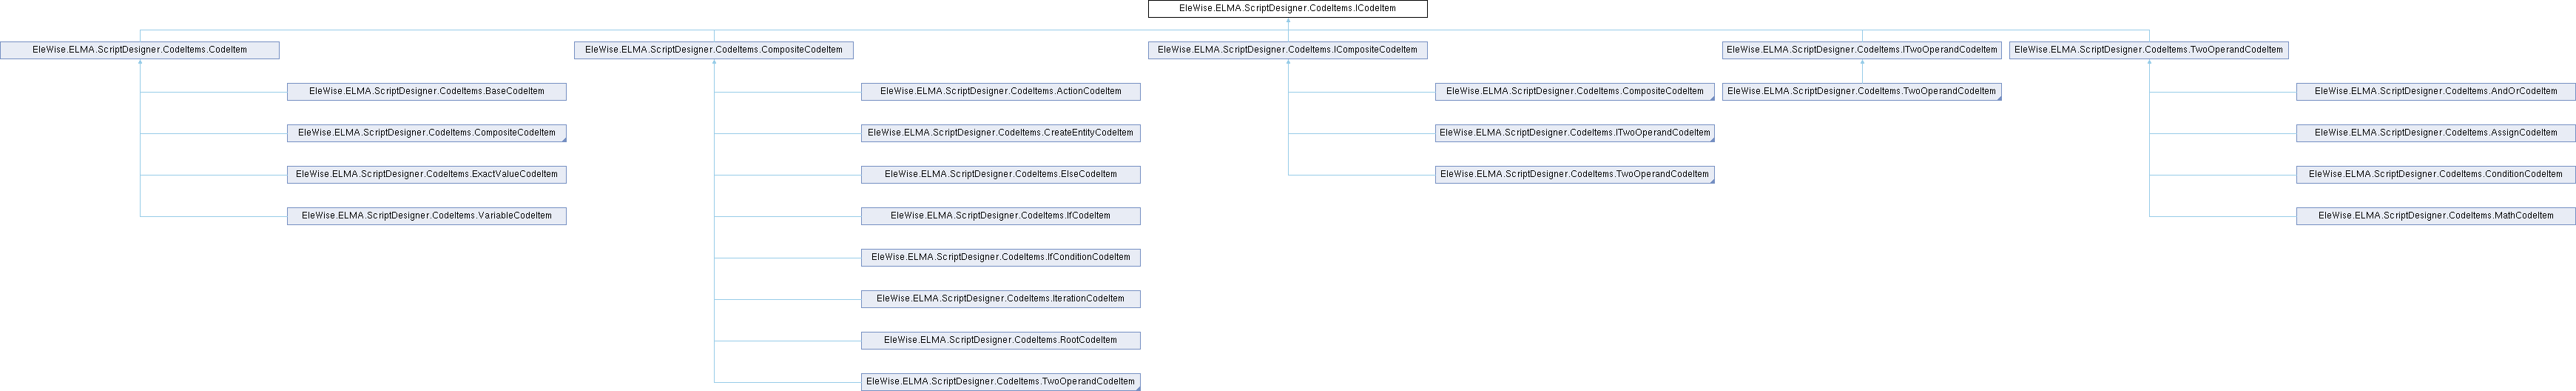 EleWise.ELMA.ScriptDesigner.CodeItems.ICodeItem
EleWise.ELMA.ScriptDesigner.CodeItems.CodeItem
EleWise.ELMA.ScriptDesigner.CodeItems.CompositeCodeItem
EleWise.ELMA.ScriptDesigner.CodeItems.ICompositeCodeItem
EleWise.ELMA.ScriptDesigner.CodeItems.ITwoOperandCodeItem
EleWise.ELMA.ScriptDesigner.CodeItems.TwoOperandCodeItem
EleWise.ELMA.ScriptDesigner.CodeItems.BaseCodeItem
EleWise.ELMA.ScriptDesigner.CodeItems.ActionCodeItem
EleWise.ELMA.ScriptDesigner.CodeItems.CompositeCodeItem
EleWise.ELMA.ScriptDesigner.CodeItems.TwoOperandCodeItem
EleWise.ELMA.ScriptDesigner.CodeItems.AndOrCodeItem
EleWise.ELMA.ScriptDesigner.CodeItems.CompositeCodeItem
EleWise.ELMA.ScriptDesigner.CodeItems.CreateEntityCodeItem
EleWise.ELMA.ScriptDesigner.CodeItems.ITwoOperandCodeItem
EleWise.ELMA.ScriptDesigner.CodeItems.AssignCodeItem
EleWise.ELMA.ScriptDesigner.CodeItems.ExactValueCodeItem
EleWise.ELMA.ScriptDesigner.CodeItems.ElseCodeItem
EleWise.ELMA.ScriptDesigner.CodeItems.TwoOperandCodeItem
EleWise.ELMA.ScriptDesigner.CodeItems.ConditionCodeItem
EleWise.ELMA.ScriptDesigner.CodeItems.VariableCodeItem
EleWise.ELMA.ScriptDesigner.CodeItems.IfCodeItem
EleWise.ELMA.ScriptDesigner.CodeItems.MathCodeItem
EleWise.ELMA.ScriptDesigner.CodeItems.IfConditionCodeItem
EleWise.ELMA.ScriptDesigner.CodeItems.IterationCodeItem
EleWise.ELMA.ScriptDesigner.CodeItems.RootCodeItem
EleWise.ELMA.ScriptDesigner.CodeItems.TwoOperandCodeItem